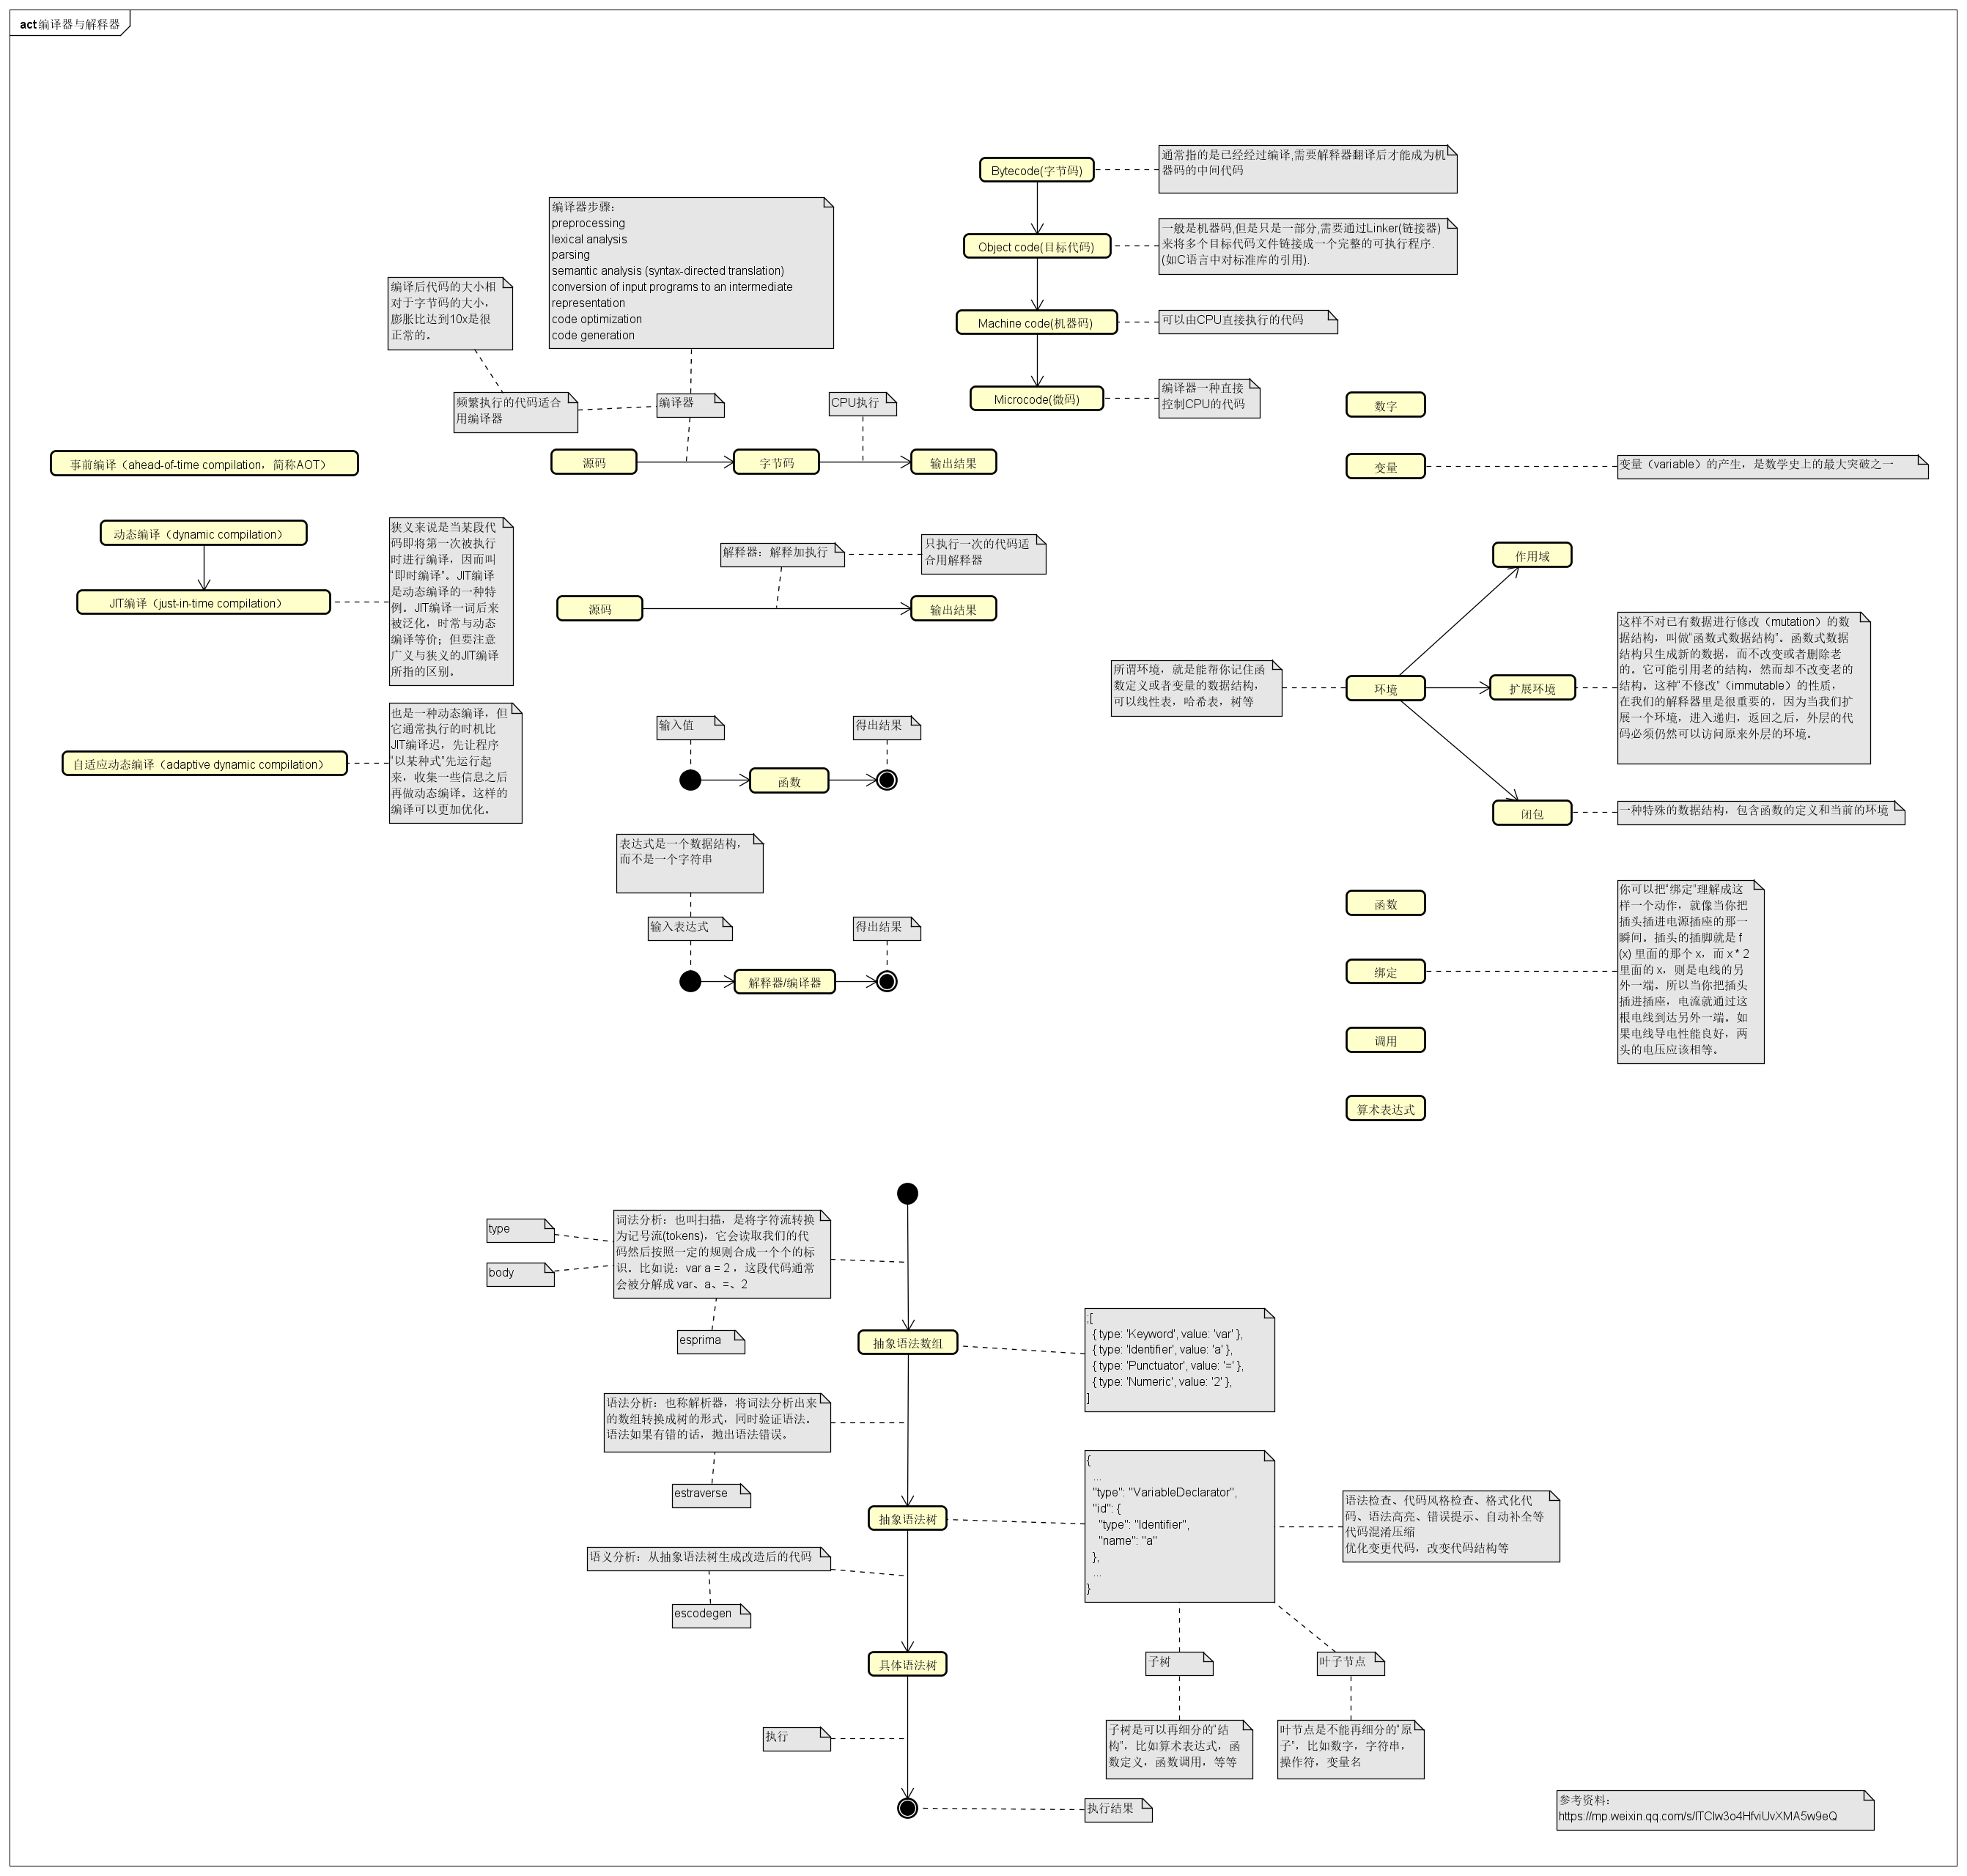 act 编译器与解释器
Bytecode(字节码)
通常指的是已经经过编译,需要解释器翻译后才能成为机
器码的中间代码
Object code(目标代码)
一般是机器码,但是只是一部分,需要通过Linker(链接器)
来将多个目标代码文件链接成一个完整的可执行程序.
(如C语言中对标准库的引用).
Machine code(机器码)
可以由CPU直接执行的代码
Microcode(微码)
编译器一种直接
控制CPU的代码
编译器步骤：
preprocessing
lexical analysis
parsing
semantic analysis (syntax-directed translation)
conversion of input programs to an intermediate
representation
code optimization
code generation
编译后代码的大小相
对于字节码的大小，
膨胀比达到10x是很
正常的。
频繁执行的代码适合
用编译器
编译器
CPU执行
源码
字节码
输出结果
事前编译（ahead-of-time compilation，简称AOT）
动态编译（dynamic compilation）
JIT编译（just-in-time compilation）
狭义来说是当某段代
码即将第一次被执行
时进行编译，因而叫
“即时编译”。JIT编译
是动态编译的一种特
例。JIT编译一词后来
被泛化，时常与动态
编译等价；但要注意
广义与狭义的JIT编译
所指的区别。
自适应动态编译（adaptive dynamic compilation）
也是一种动态编译，但
它通常执行的时机比
JIT编译迟，先让程序
“以某种式”先运行起
来，收集一些信息之后
再做动态编译。这样的
编译可以更加优化。
解释器：解释加执行
只执行一次的代码适
合用解释器
源码
输出结果
输入值
得出结果
函数
表达式是一个数据结构，
而不是一个字符串
输入表达式
得出结果
解释器/编译器
数字
变量
变量（variable）的产生，是数学史上的最大突破之一
作用域
所谓环境，就是能帮你记住函
数定义或者变量的数据结构，
可以线性表，哈希表，树等
环境
扩展环境
这样不对已有数据进行修改（mutation）的数
据结构，叫做“函数式数据结构”。函数式数据
结构只生成新的数据，而不改变或者删除老
的。它可能引用老的结构，然而却不改变老的
结构。这种“不修改”（immutable）的性质，
在我们的解释器里是很重要的，因为当我们扩
展一个环境，进入递归，返回之后，外层的代
码必须仍然可以访问原来外层的环境。
闭包
一种特殊的数据结构，包含函数的定义和当前的环境
函数
绑定
你可以把“绑定”理解成这
样一个动作，就像当你把
插头插进电源插座的那一
瞬间。插头的插脚就是 f
(x) 里面的那个 x，而 x * 2
里面的 x，则是电线的另
外一端。所以当你把插头
插进插座，电流就通过这
根电线到达另外一端。如
果电线导电性能良好，两
头的电压应该相等。
调用
算术表达式
type
body
词法分析：也叫扫描，是将字符流转换
为记号流(tokens)，它会读取我们的代
码然后按照一定的规则合成一个个的标
识。比如说：var a = 2 ，这段代码通常
会被分解成 var、a、=、2
esprima
抽象语法数组
;[
{ type: 'Keyword', value: 'var' },
{ type: 'Identifier', value: 'a' },
{ type: 'Punctuator', value: '=' },
{ type: 'Numeric', value: '2' },
]
语法分析：也称解析器，将词法分析出来
的数组转换成树的形式，同时验证语法。
语法如果有错的话，抛出语法错误。
estraverse
抽象语法树
{
...
"type": "VariableDeclarator",
"id": {
"type": "Identifier",
"name": "a"
},
...
}
语法检查、代码风格检查、格式化代
码、语法高亮、错误提示、自动补全等
代码混淆压缩
优化变更代码，改变代码结构等
语义分析：从抽象语法树生成改造后的代码
escodegen
具体语法树
子树
叶子节点
子树是可以再细分的“结
构”，比如算术表达式，函
数定义，函数调用，等等
叶节点是不能再细分的“原
子”，比如数字，字符串，
操作符，变量名
执行
执行结果
参考资料：
https://mp.weixin.qq.com/s/lTClw3o4HfviUvXMA5w9eQ